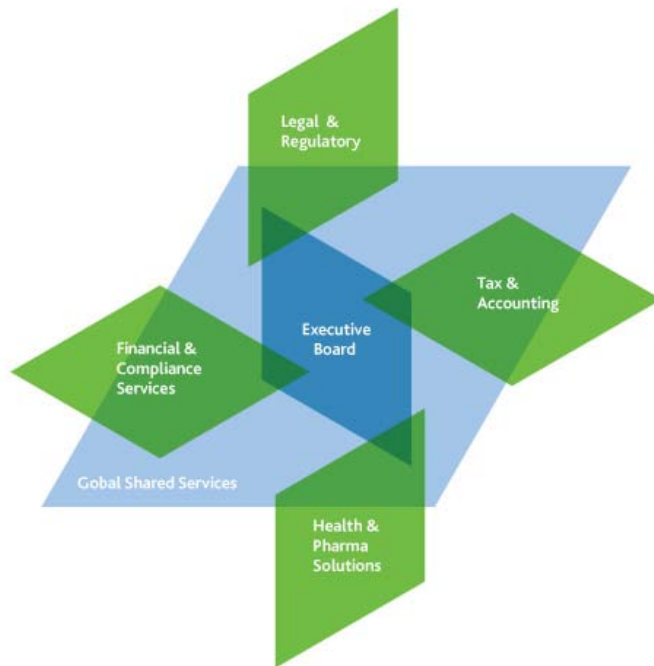 Legal &
Regulatory
Tax &
Accounting
Executive
Board
Financial &
Compliance
Services
Gobal Shared Services
Health &
Pharma
Solutions